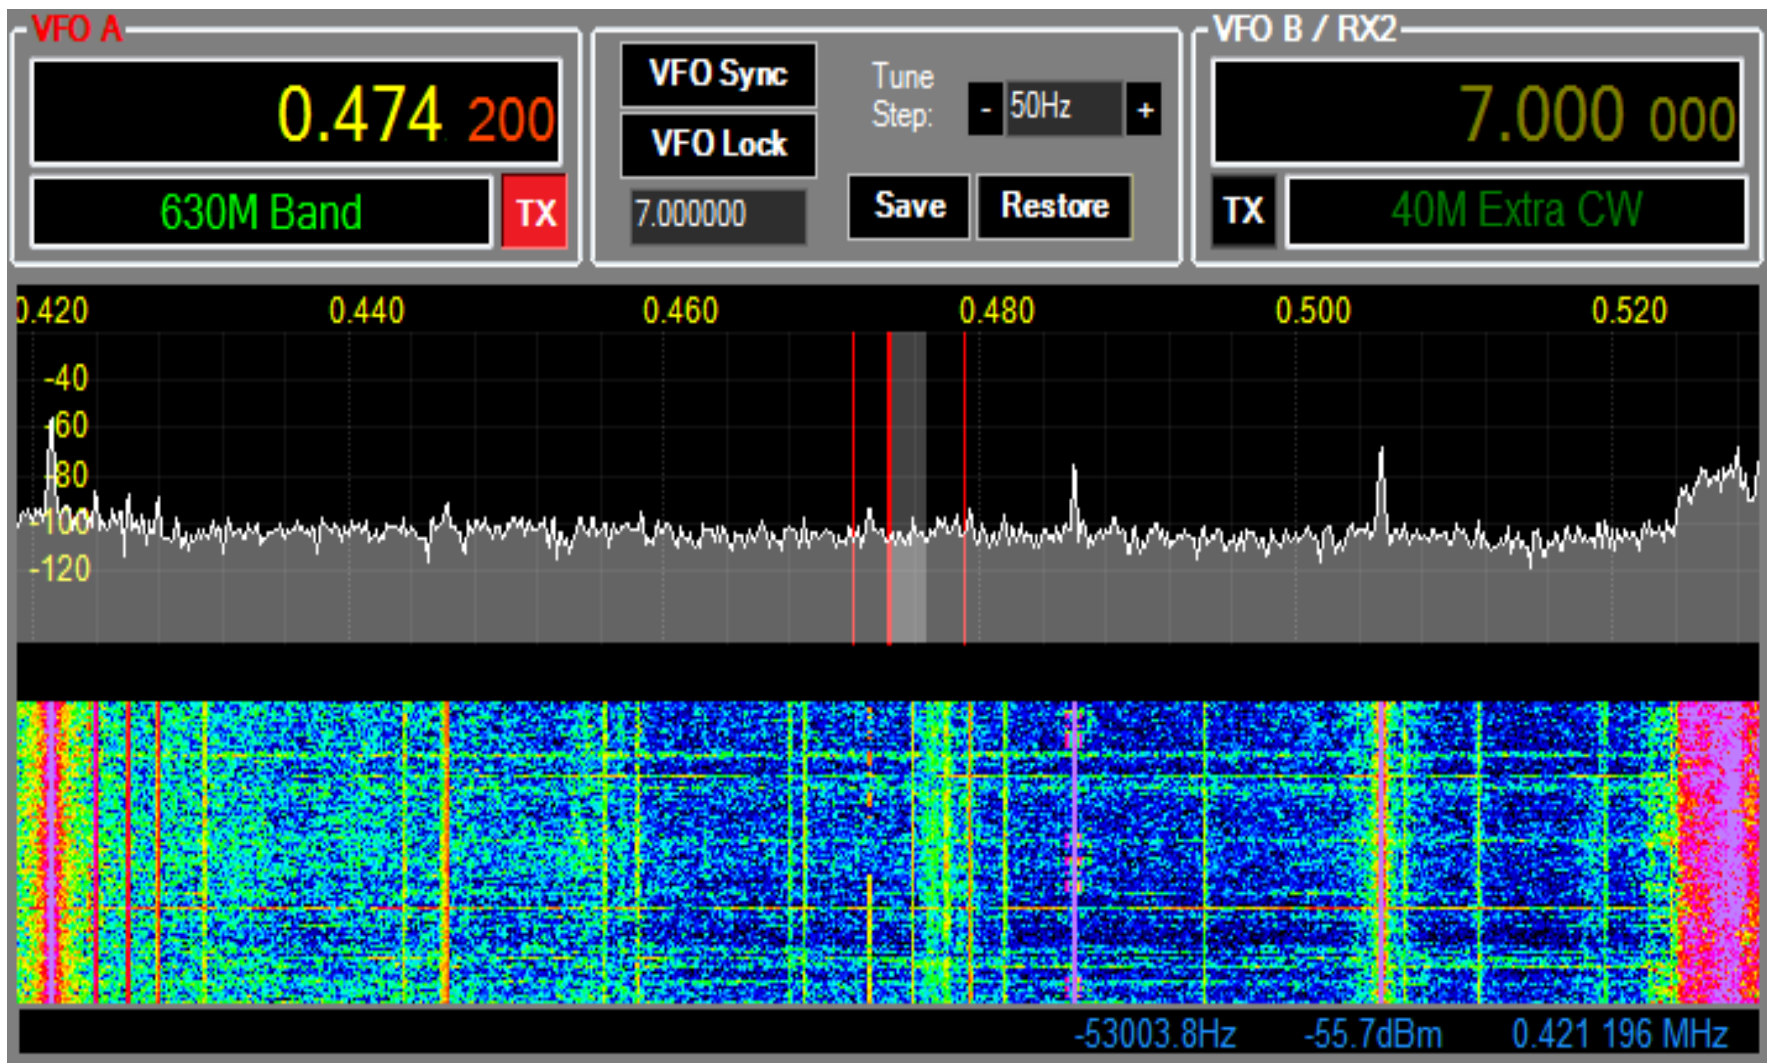 VFO A
0.474 200
630M Band TX
VFO Sync
VFO Lock
7.000000
Tune
Step:
- 50Hz +
Save Restore
VFO B / RX2
7.000 000
TX 40M Extra CW
0.420 0.440 0.460 0.480 0.500 0.520
-40
-60
-80
-100
-120
-53003.8Hz -55.7dBm 0.421 196 MHz